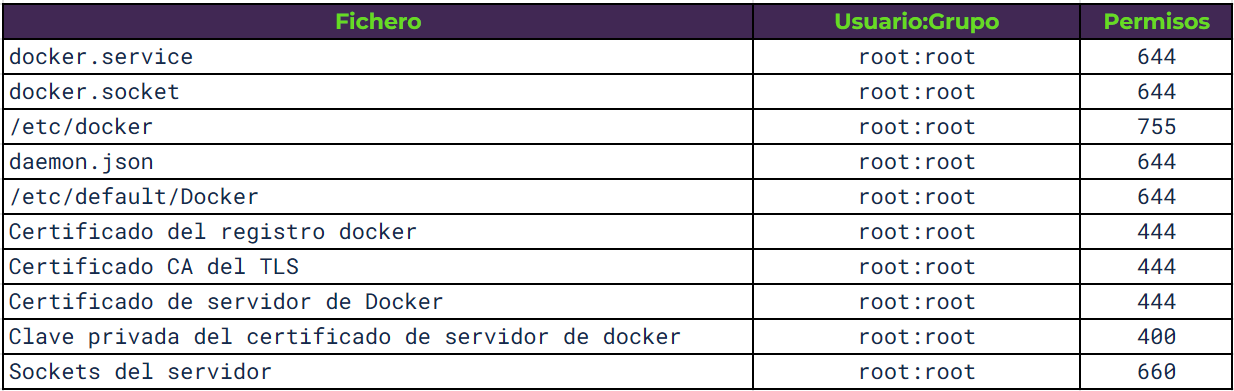 Fichero Usuario:Grupo Permisos
docker.service root:root 644
docker.socket root:root 644
/etc/docker root:root 755
daemon.json root:root 644
/etc/default/Docker root:root 644
Certificado del registro docker root:root 444
Certificado CA del TLS root:root 444
Certificado de servidor de Docker root:root 444
Clave privada del certificado de servidor de docker root:root 400
Sockets del servidor root:root 660